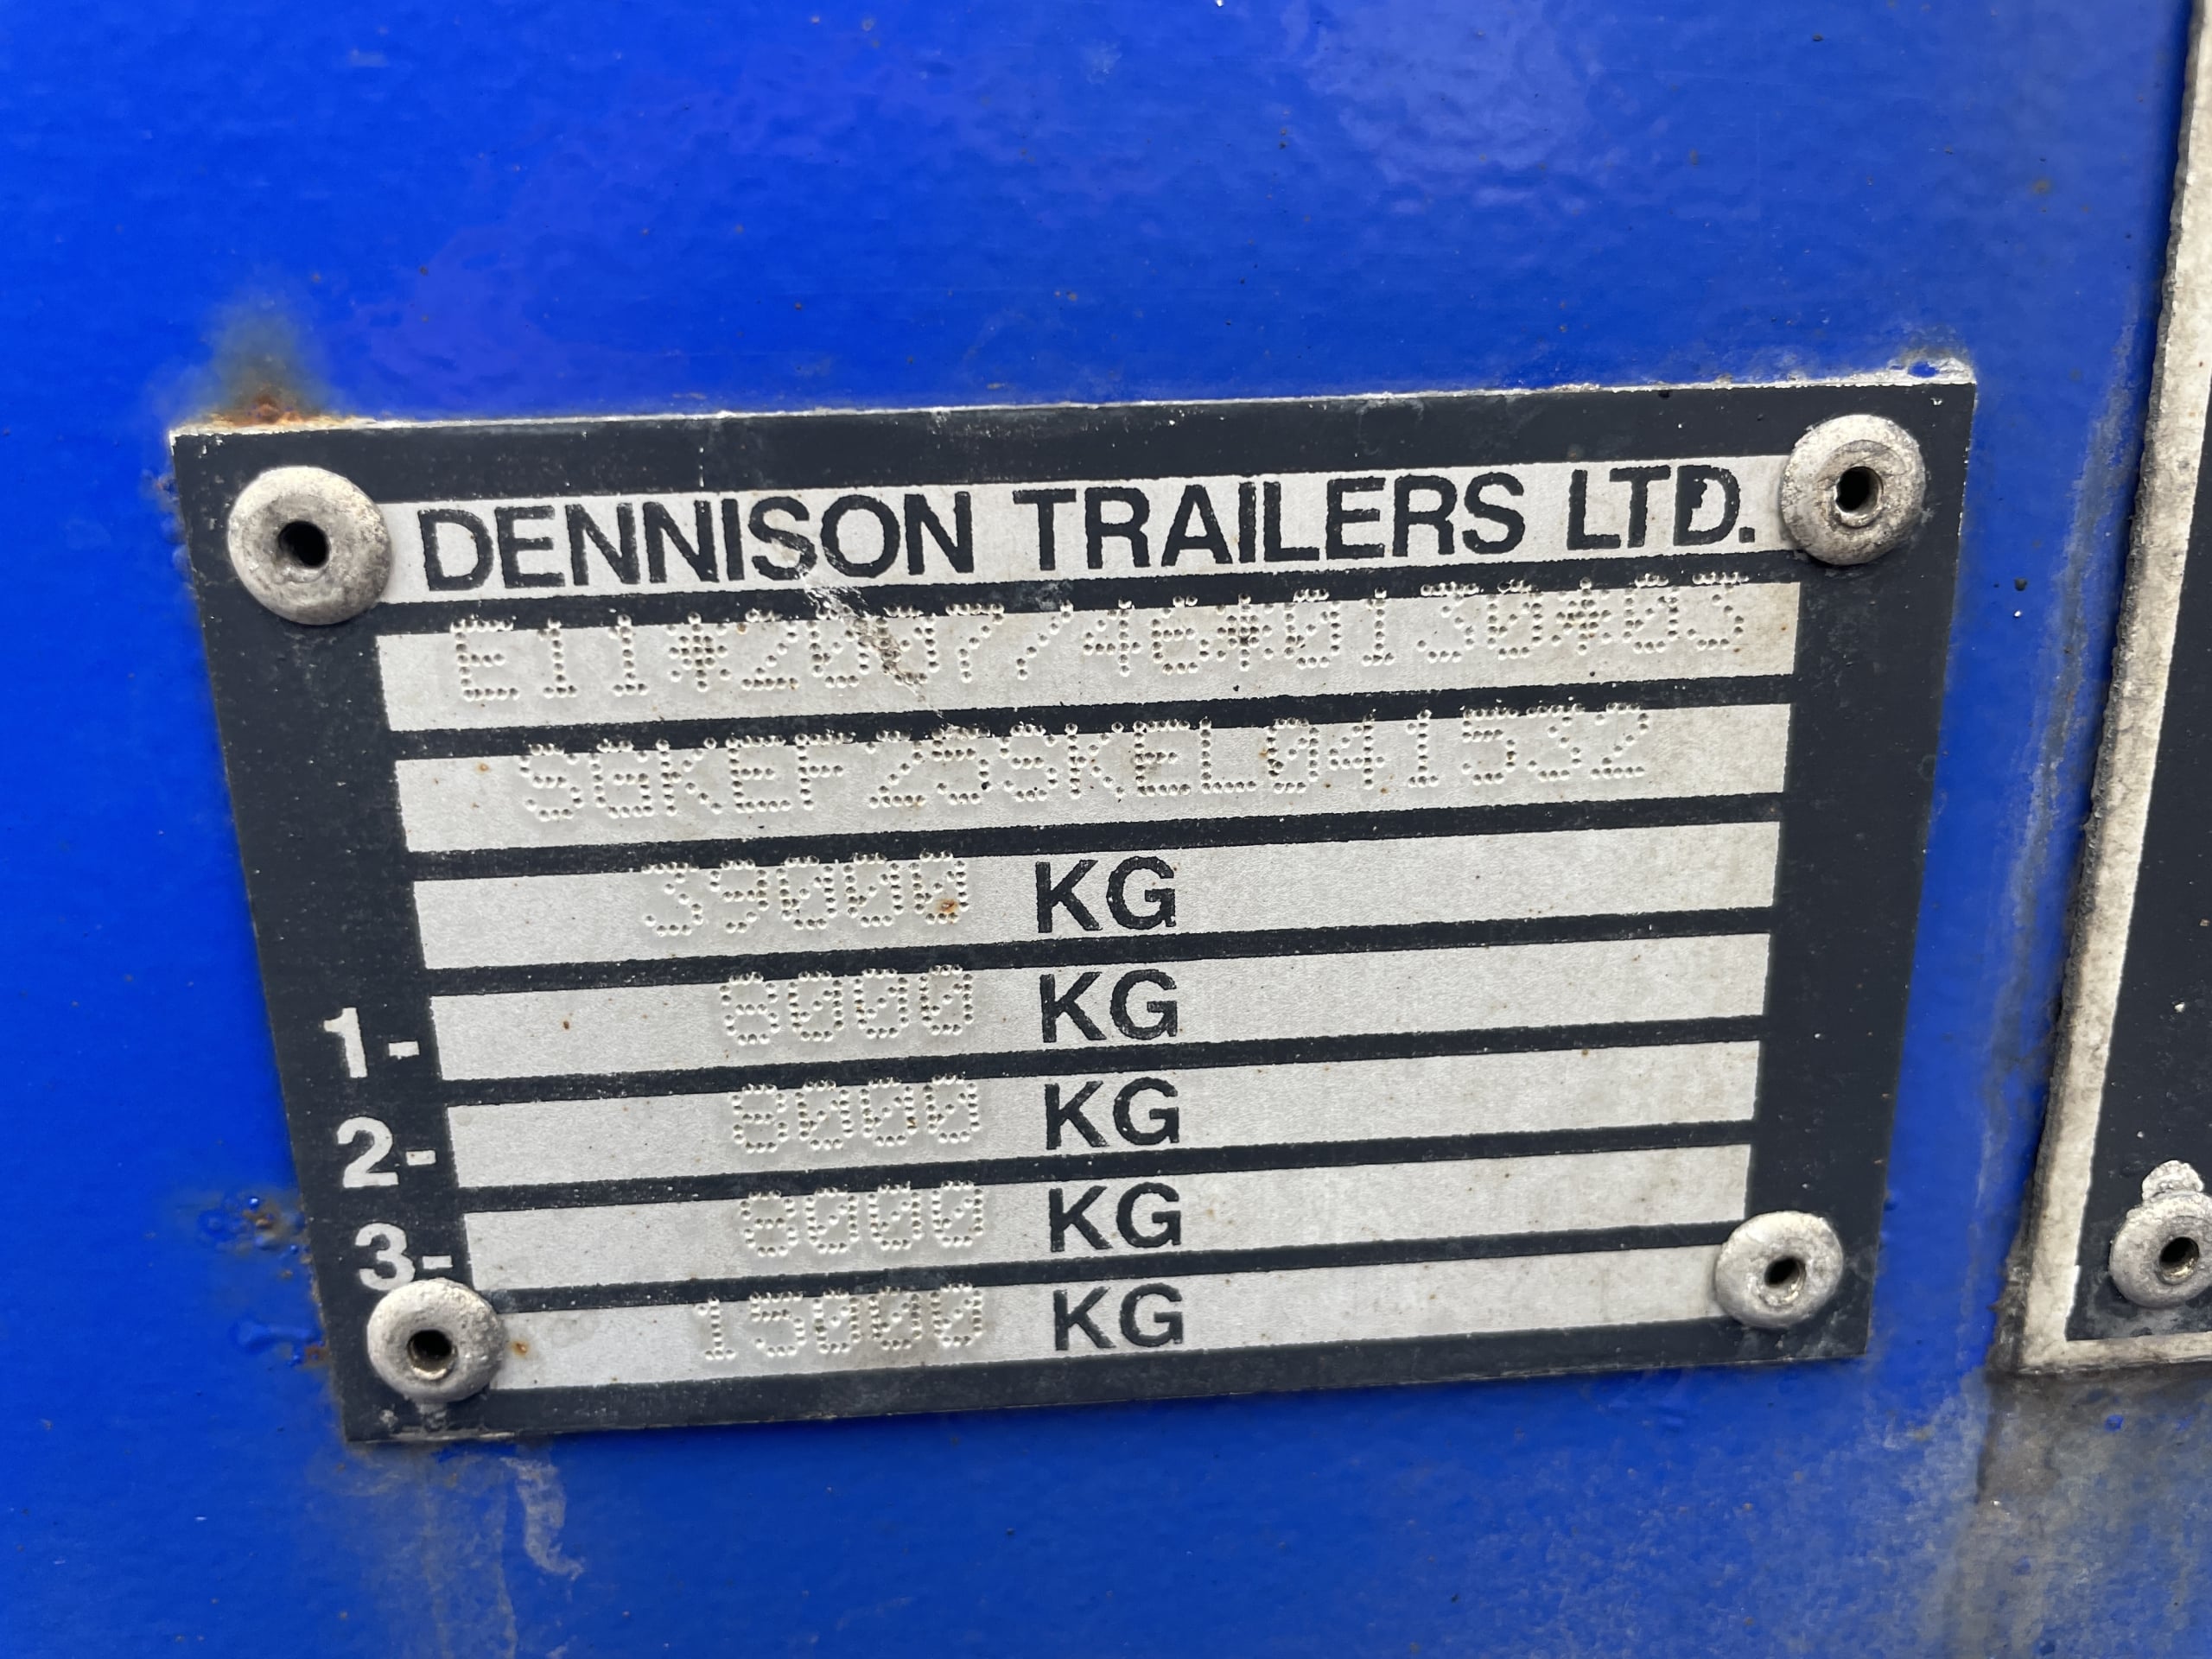 DENNISON TRAILERS LTD.
E11*2007/46*0130*03
SGKEF25SKEL041532
39000 KG
1- 8000 KG
2- 8000 KG
3- 8000 KG
15000 KG